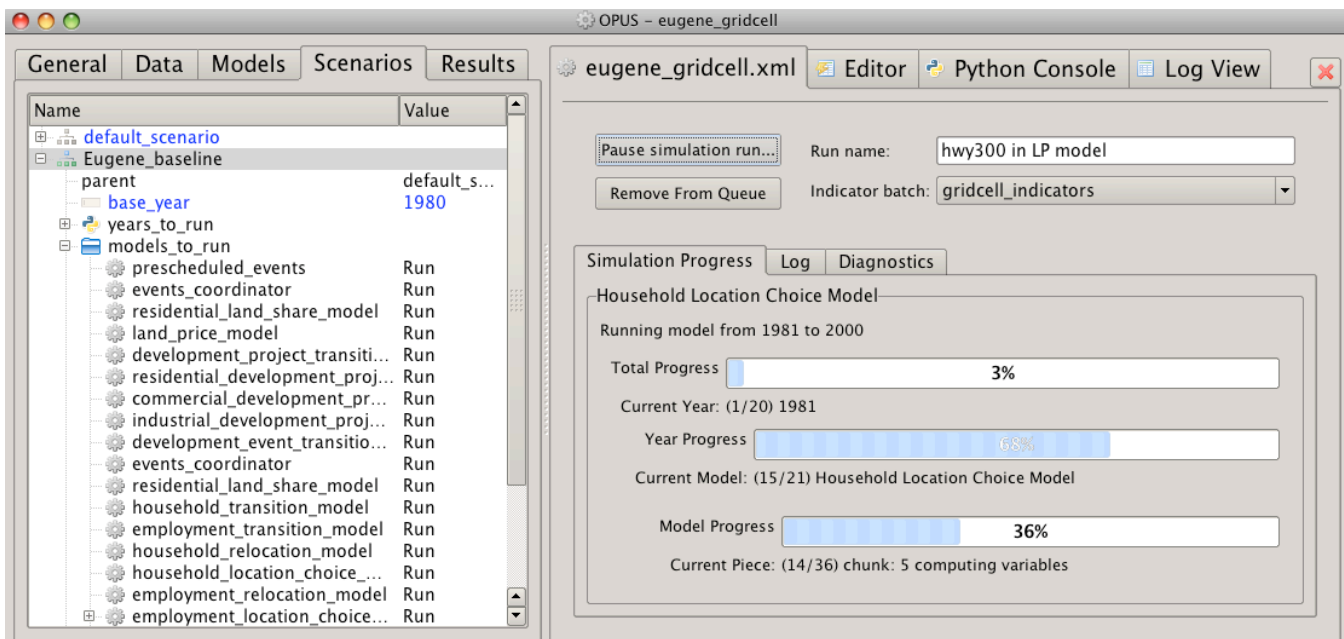 OPUS - eugene_gridcell
General Data Models Scenarios Results
Name Value
default_scenario
Eugene_baseline
parent default_s...
base_year 1980
years_to_run
models_to_run
prescheduled_events Run
events_coordinator Run
residential_land_share_model Run
land_price_model Run
development_project_transiti... Run
residential_development_proj... Run
commercial_development_pr... Run
industrial_development_proj... Run
development_event_transitio... Run
events_coordinator Run
residential_land_share_model Run
household_transition_model Run
employment_transition_model Run
household_relocation_model Run
household_location_choice_... Run
employment_relocation_model Run
employment_location_choice... Run
eugene_gridcell.xml Editor Python Console Log View
Pause simulation run... Run name: hwy300 in LP model
Remove From Queue Indicator batch: gridcell_indicators
Simulation Progress Log Diagnostics
Household Location Choice Model
Running model from 1981 to 2000
Total Progress 3%
Current Year: (1/20) 1981
Year Progress 68%
Current Model: (15/21) Household Location Choice Model
Model Progress 36%
Current Piece: (14/36) chunk: 5 computing variables